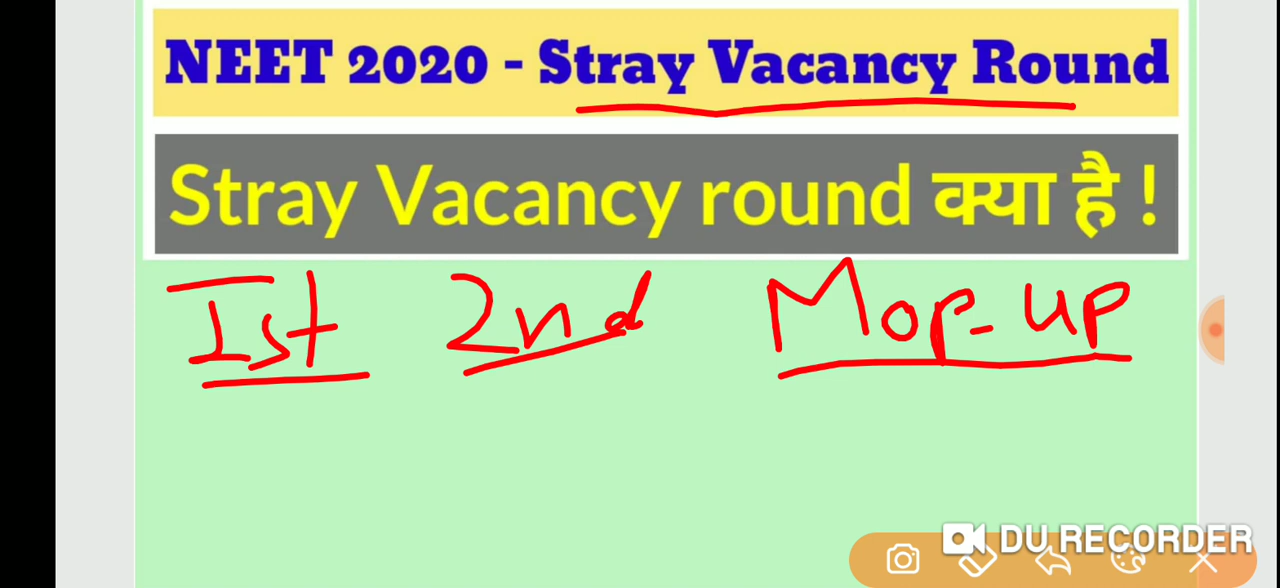 NEET 2020 - Stray Vacancy Round
Stray Vacancy round क्या है !
Ist 2nd Mop-up
DU RECORDER